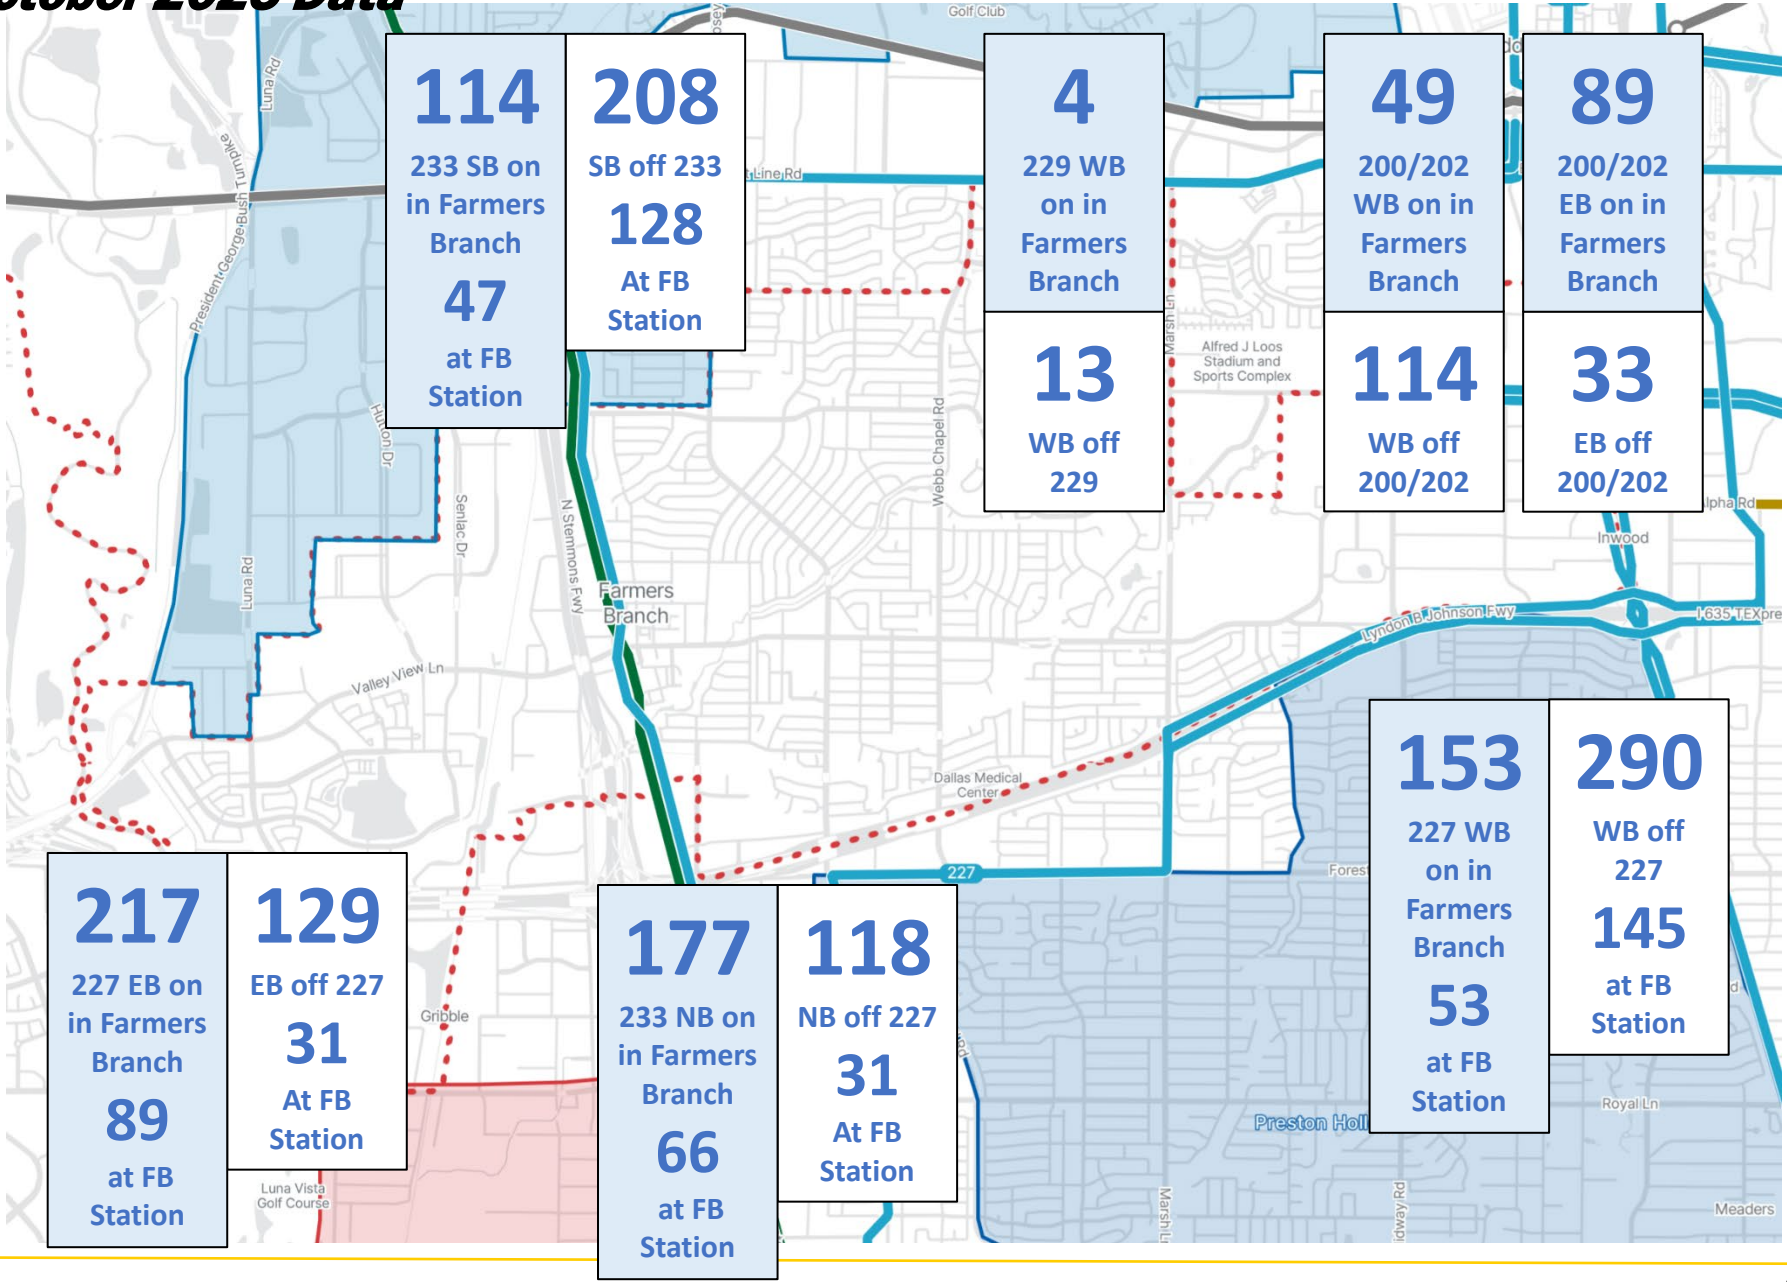 2023 Data
Golf Club
Luna Rd
President George Bush Turnpike
114
233 SB on
in Farmers
Branch
47
at FB
Station
208
SB off 233
128
At FB
Station
Line Rd
4
229 WB
on in
Farmers
Branch
13
WB off
229
49
200/202
WB on in
Farmers
Branch
114
WB off
200/202
89
200/202
EB on in
Farmers
Branch
33
EB off
200/202
Marsh Ln
Alfred J Loos
Stadium and
Sports Complex
Hutton Dr
Senlac Dr
N Stemmons Fwy
Webb Chapel Rd
Luna Rd
Inwood
Farmers
Branch
Lyndon B Johnson Fwy
Valley View Ln
Dallas Medical
Center
227
217
227 EB on
in Farmers
Branch
89
at FB
Station
129
EB off 227
31
At FB
Station
177
233 NB on
in Farmers
Branch
66
at FB
Station
118
NB off 227
31
At FB
Station
153
227 WB
on in
Farmers
Branch
53
at FB
Station
290
WB off
227
145
at FB
Station
Gribble
Luna Vista
Golf Course
Preston Holl
Royal Ln
Meaders